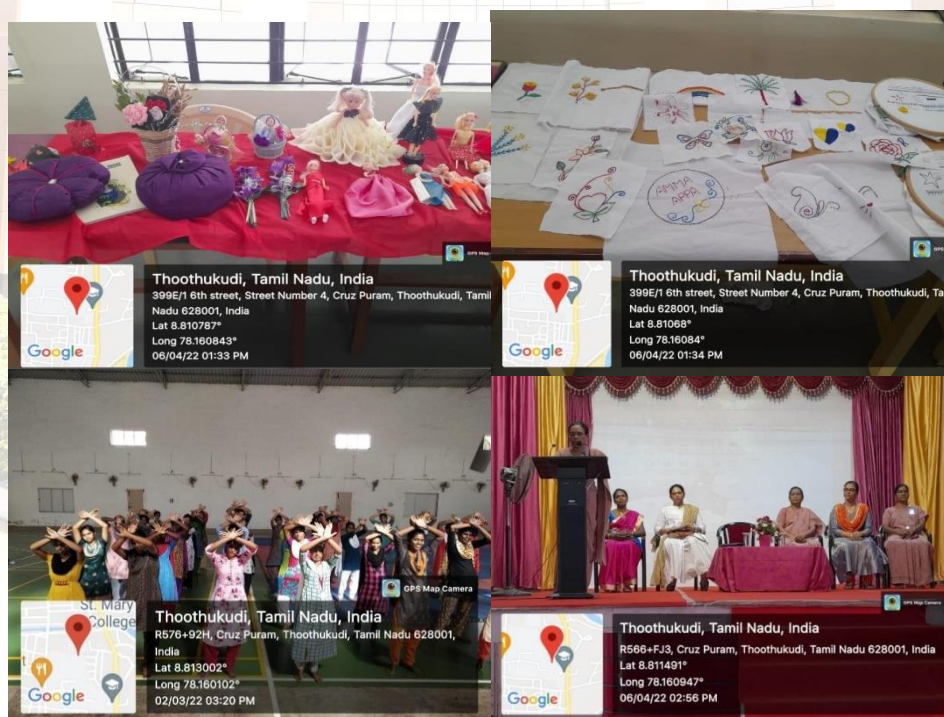 GPS Map
Thoothukudi, Tamil Nadu, India
399E/1 6th street, Street Number 4, Cruz Puram, Thoothukudi, Tamil
Nadu 628001, India
Lat 8.810787°
Long 78.160843°
06/04/22 01:33 PM
Google
AMMA
APPA
GPS
Thoothukudi, Tamil Nadu, India
399E/1 6th street, Street Number 4, Cruz Puram, Thoothukudi, Ta
Nadu 628001, India
Lat 8.81068°
Long 78.16084°
06/04/22 01:34 PM
Google
GPS Map Camera
St. Mary
College
Thoothukudi, Tamil Nadu, India
R576+92H, Cruz Puram, Thoothukudi, Tamil Nadu 628001,
India
Lat 8.813002°
Long 78.160102°
02/03/22 03:20 PM
Google
GPS Map Camera
Thoothukudi, Tamil Nadu, India
R566+FJ3, Cruz Puram, Thoothukudi, Tamil Nadu 628001, India
Lat 8.811491°
Long 78.160947°
06/04/22 02:56 PM
Google